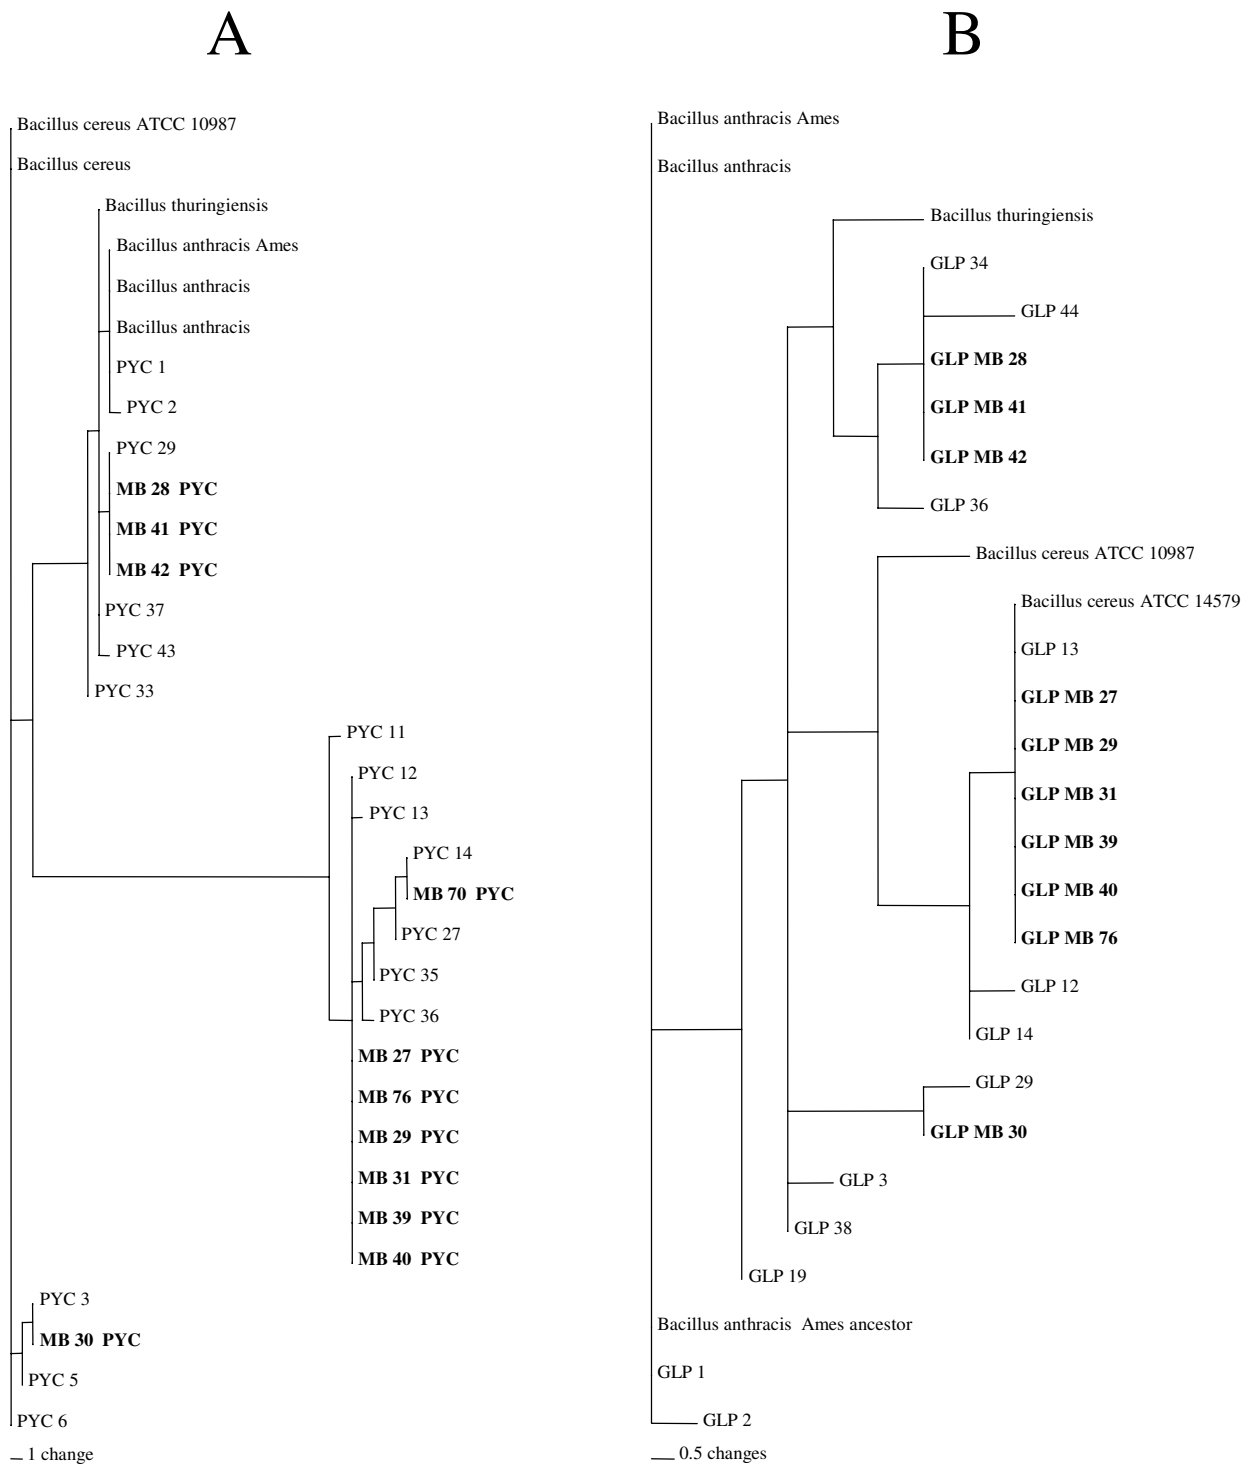 A
Bacillus cereus ATCC 10987
Bacillus cereus
Bacillus thuringiensis
Bacillus anthracis Ames
Bacillus anthracis
Bacillus anthracis
PYC 1
PYC 2
PYC 29
MB 28 PYC
MB 41 PYC
MB 42 PYC
PYC 37
PYC 43
PYC 33
PYC 11
PYC 12
PYC 13
PYC 14
MB 70 PYC
PYC 27
PYC 35
PYC 36
MB 27 PYC
MB 76 PYC
MB 29 PYC
MB 31 PYC
MB 39 PYC
MB 40 PYC
PYC 3
MB 30 PYC
PYC 5
PYC 6
1 change
B
Bacillus anthracis Ames
Bacillus anthracis
Bacillus thuringiensis
GLP 34
GLP 44
GLP MB 28
GLP MB 41
GLP MB 42
GLP 36
Bacillus cereus ATCC 10987
Bacillus cereus ATCC 14579
GLP 13
GLP MB 27
GLP MB 29
GLP MB 31
GLP MB 39
GLP MB 40
GLP MB 76
GLP 12
GLP 14
GLP 29
GLP MB 30
GLP 3
GLP 38
GLP 19
Bacillus anthracis Ames ancestor
GLP 1
GLP 2
0.5 changes